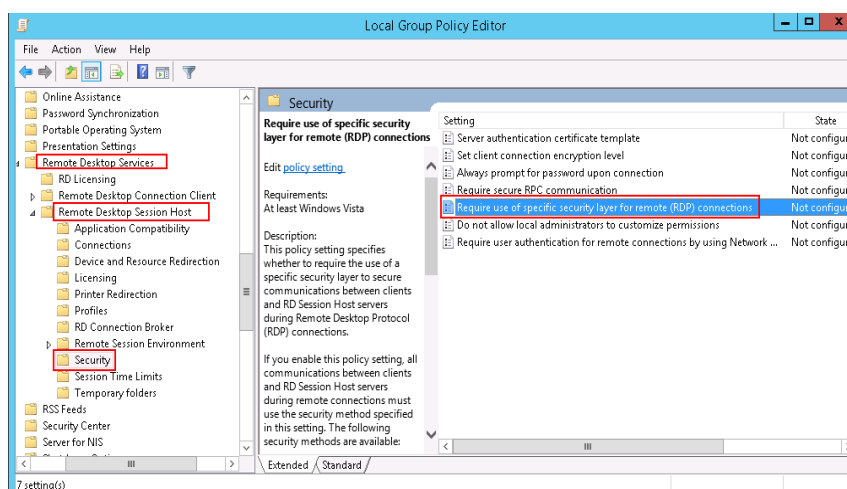 Local Group Policy Editor
File Action View Help
Online Assistance
Password Synchronization
Portable Operating System
Presentation Settings
Remote Desktop Services
RD Licensing
Remote Desktop Connection Client
Remote Desktop Session Host
Application Compatibility
Connections
Device and Resource Redirection
Licensing
Printer Redirection
Profiles
RD Connection Broker
Remote Session Environment
Security
Session Time Limits
Temporary folders
RSS Feeds
Security Center
Server for NIS
Security
Require use of specific security
layer for remote (RDP) connections
Edit policy setting
Requirements:
At least Windows Vista
Description:
This policy setting specifies
whether to require the use of a
specific security layer to secure
communications between clients
and RD Session Host servers
during Remote Desktop Protocol
(RDP) connections.
If you enable this policy setting, all
communications between clients
and RD Session Host servers
during remote connections must
use the security method specified
in this setting. The following
security methods are available:
Setting State
Server authentication certificate template Not configu
Set client connection encryption level Not configu
Always prompt for password upon connection Not configu
Require secure RPC communication Not configu
Require use of specific security layer for remote (RDP) connections Not configu
Do not allow local administrators to customize permissions Not configu
Require user authentication for remote connections by using Network ... Not configu
Extended Standard
7 setting(s)